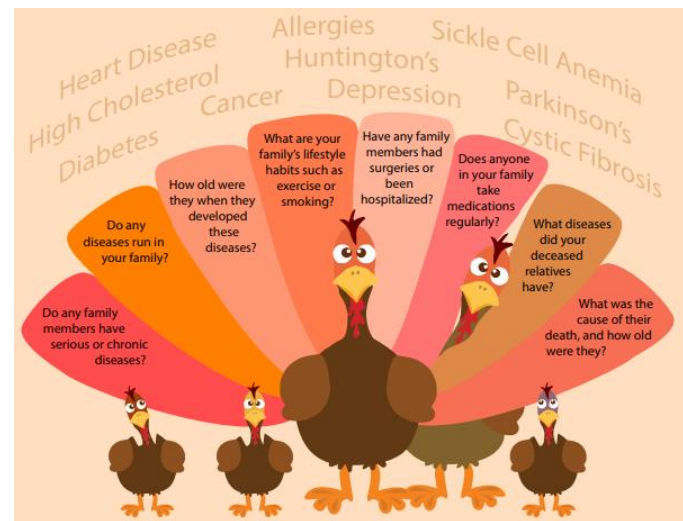 Heart Disease
High Cholesterol
Diabetes
Cancer
Allergies
Huntington's
Depression
Sickle Cell Anemia
Parkinson's
Cystic Fibrosis
Do any family
members have
serious or chronic
diseases?
Do any
diseases run in
your family?
How old were
they when they
developed
these
diseases?
What are your
family's lifestyle
habits such as
exercise or
smoking?
Have any family
members had
surgeries or
been
hospitalized?
Does anyone
in your family
take
medications
regularly?
What diseases
did your
deceased
relatives
have?
What was the
cause of their
death, and how old
were they?